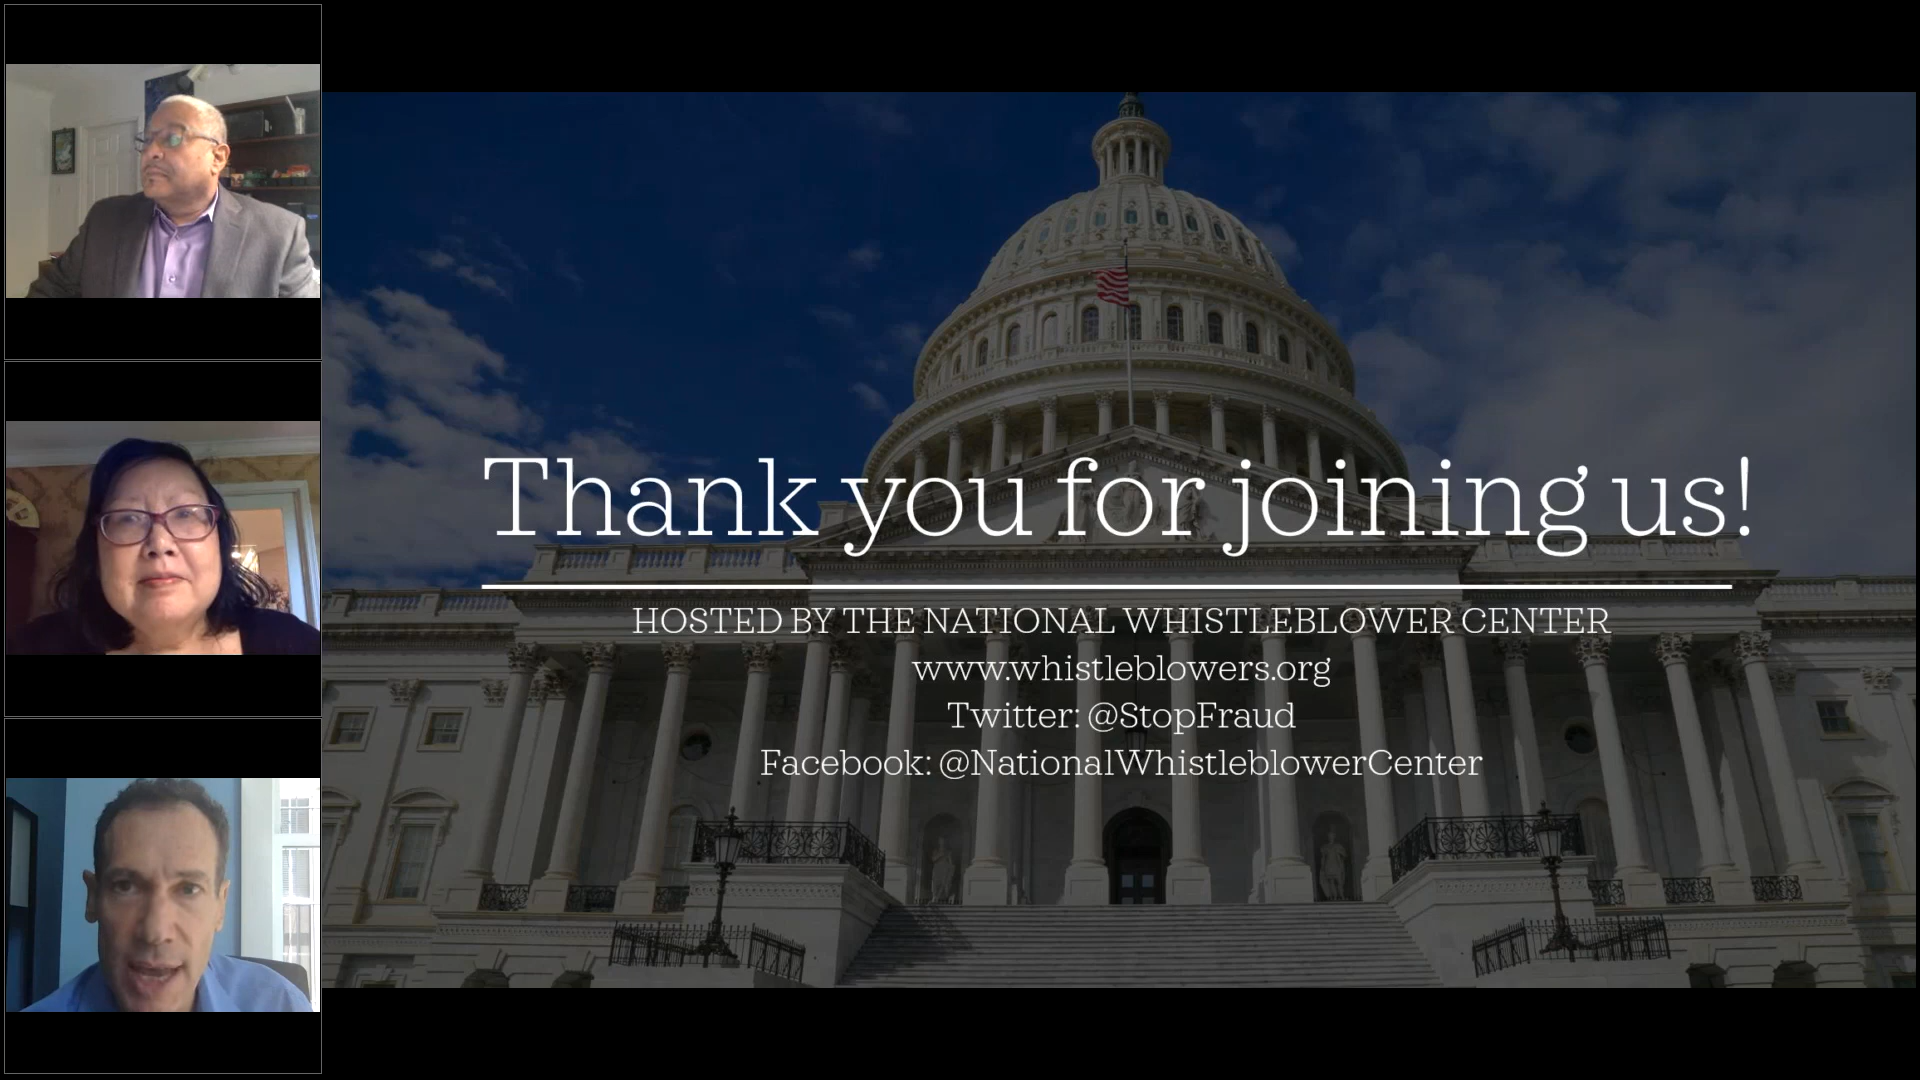 Thank you for joining us!
HOSTED BY THE NATIONAL WHISTLEBLOWER CENTER
www.whistleblowers.org
Twitter: @StopFraud
Facebook: @NationalWhistleblowerCenter